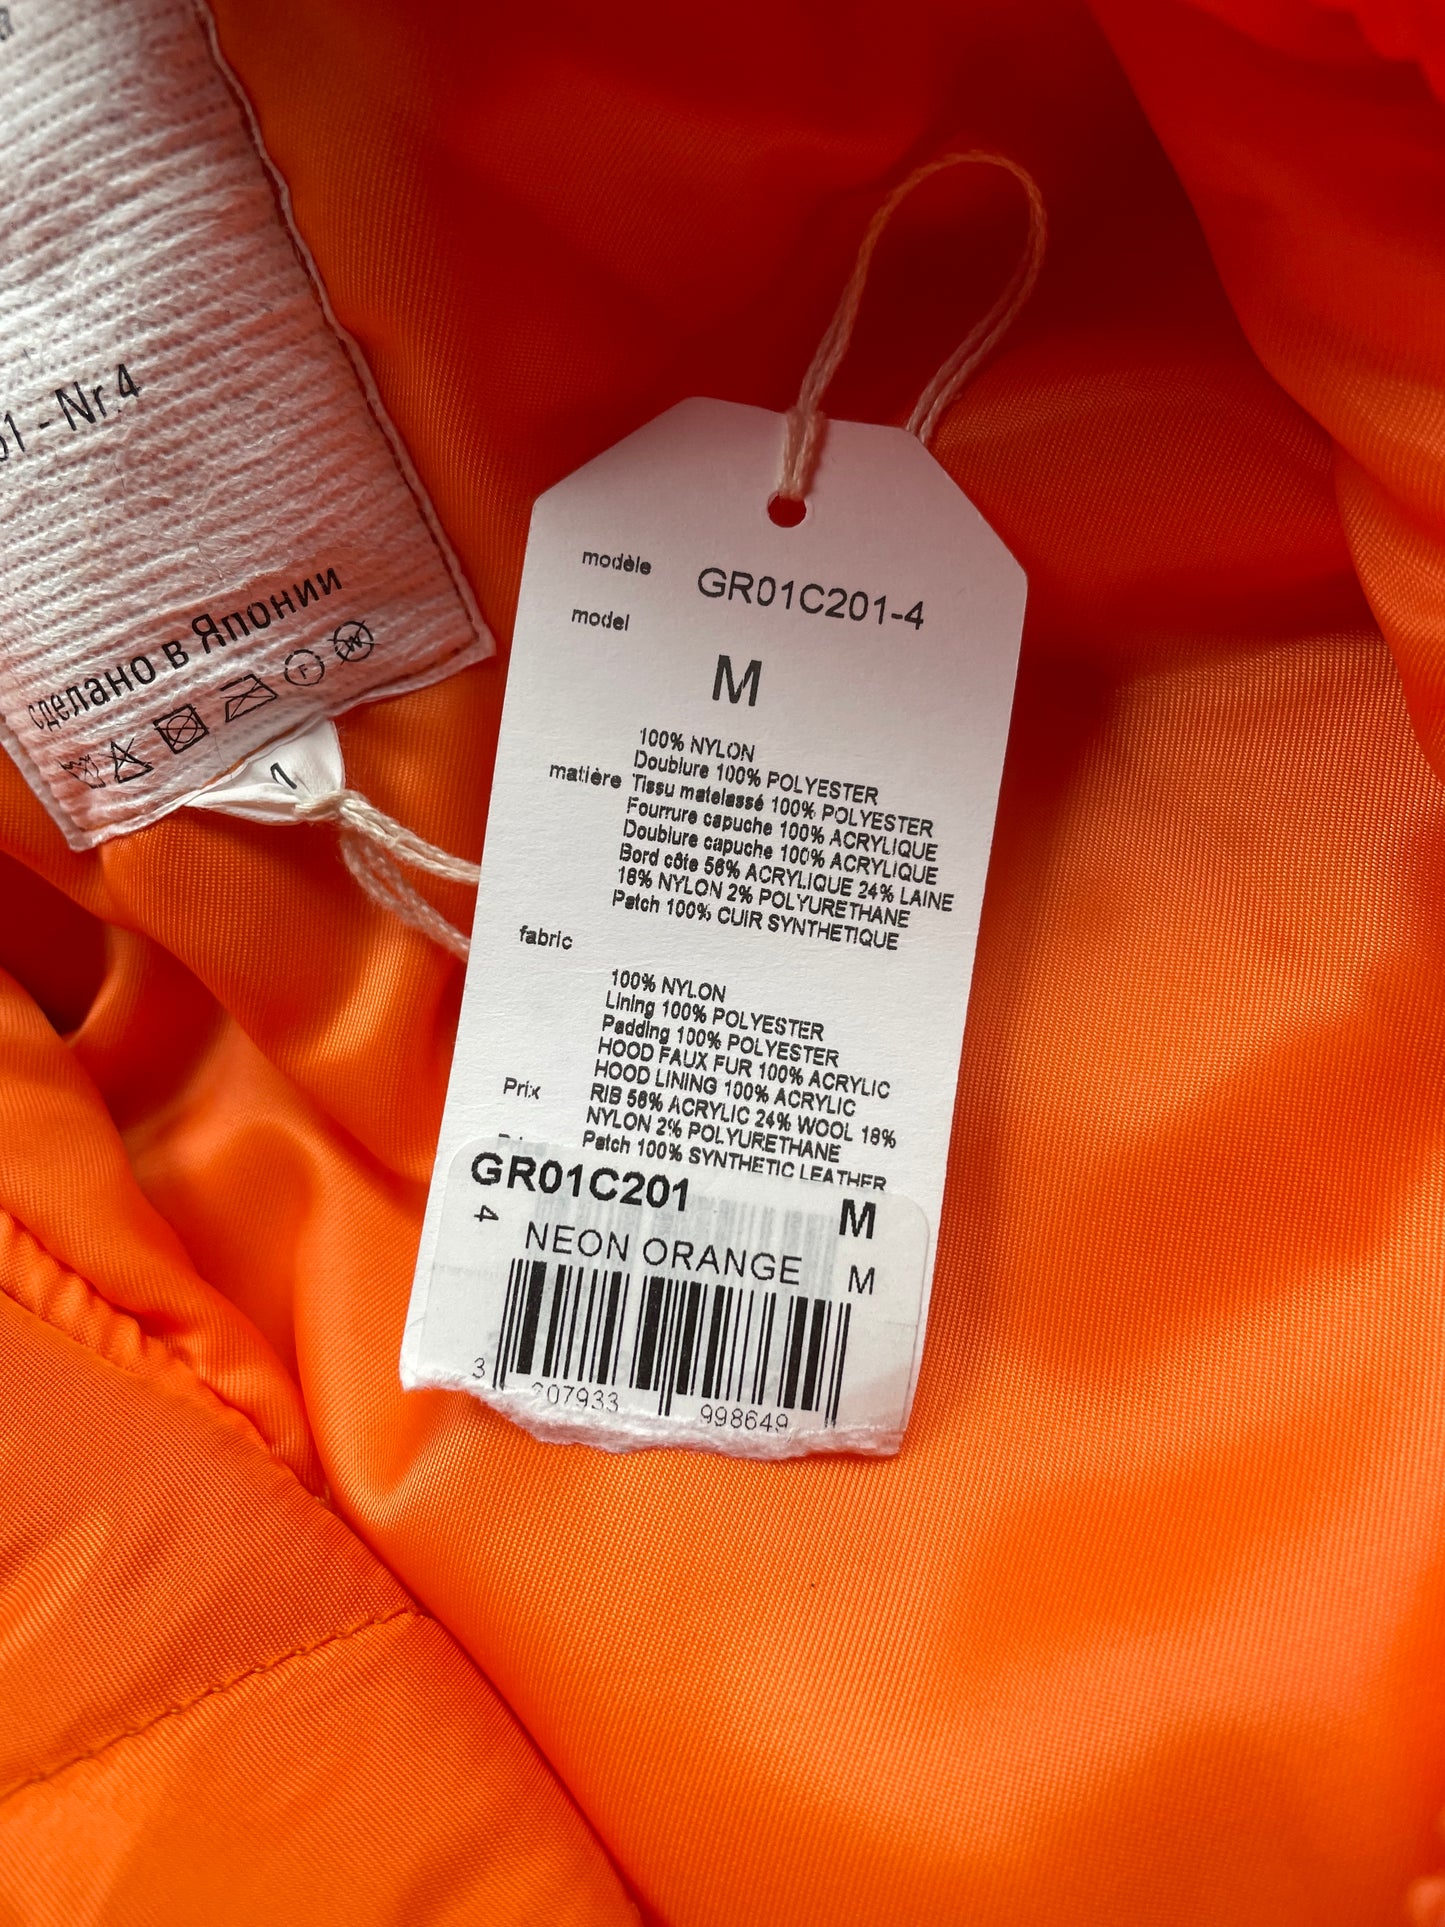 - Nr.4
сделано в Японии
1
modèle
GR01C201-4
model
M
100% NYLON
Doublure 100% POLYESTER
matière
Tissu matelassé 100% POLYESTER
Fourrure capuche 100% ACRYLIQUE
Doublure capuche 100% ACRYLIQUE
Bord côte 56% ACRYLIQUE 24% LAINE
18% NYLON 2% POLYURETHANE
Patch 100% CUIR SYNTHETIQUE
fabric
100% NYLON
Lining 100% POLYESTER
Padding 100% POLYESTER
HOOD FAUX FUR 100% ACRYLIC
HOOD LINING 100% ACRYLIC
Prix
RIB 56% ACRYLIC 24% WOOL 18%
NYLON 2% POLYURETHANE
Patch 100% SYNTHETIC LEATHER
GR01C201 M
4 NEON ORANGE M
3 207933 998649